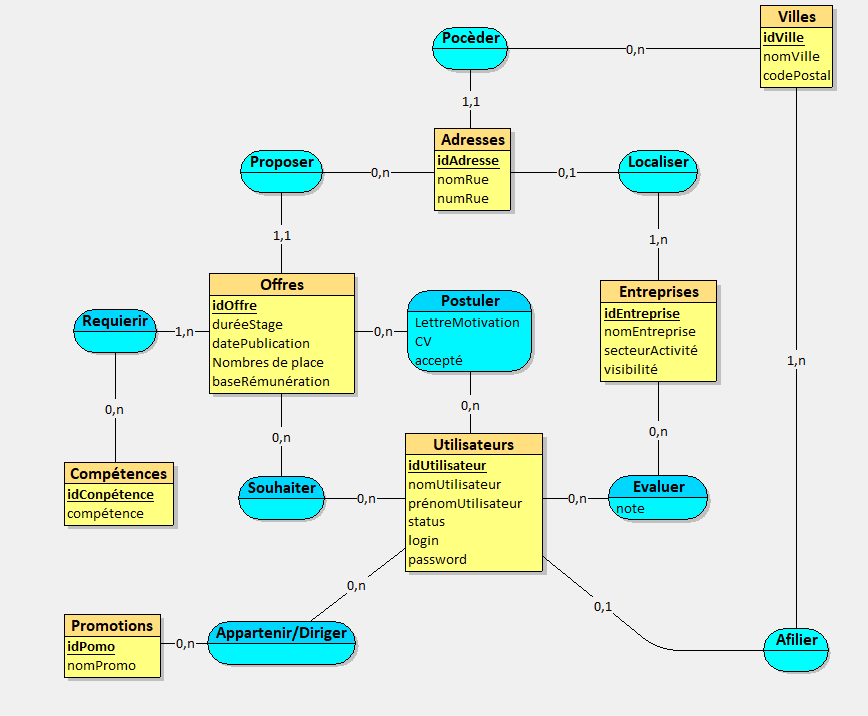 Villes
idVille
nomVille
codePostal
Pocèder
0,n
1,1
Adresses
idAdresse
nomRue
numRue
Proposer
0,n
0,1
Localiser
1,1
1,n
Offres
idOffre
duréeStage
datePublication
Nombres de place
baseRémunération
Postuler
LettreMotivation
CV
accepté
Entreprises
idEntreprise
nomEntreprise
secteurActivité
visibilité
Requierir
1,n
0,n
1,n
0,n
0,n
0,n
0,n
Compétences
idConpétence
compétence
Utilisateurs
idUtilisateur
nomUtilisateur
prénomUtilisateur
status
login
password
Souhaiter
0,n
0,n
Evaluer
note
0,n
0,1
Promotions
idPomo
nomPromo
0,n
Appartenir/Diriger
Afilier